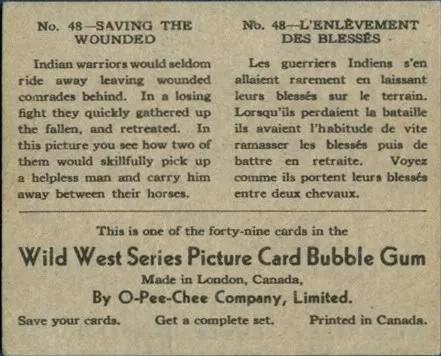 No. 48—SAVING THE
WOUNDED
Indian warriors would seldom
ride away leaving wounded
comrades behind. In a losing
fight they quickly gathered up
the fallen, and retreated. In
this picture you see how two of
them would skillfully pick up
a helpless man and carry him
away between their horses.
No. 48—L'ENLÈVEMENT
DES BLESSÉS
Les guerriers Indiens s'en
allaient rarement en laissant
leurs blessés sur le terrain.
Lorsqu'ils perdaient la bataille
ils avaient l'habitude de vite
ramasser les blessés puis de
battre en retraite. Voyez
comme ils portent leurs blessés
entre deux chevaux.
This is one of the forty-nine cards in the
Wild West Series Picture Card Bubble Gum
Made in London, Canada,
By O-Pee-Chee Company, Limited.
Save your cards. Get a complete set. Printed in Canada.